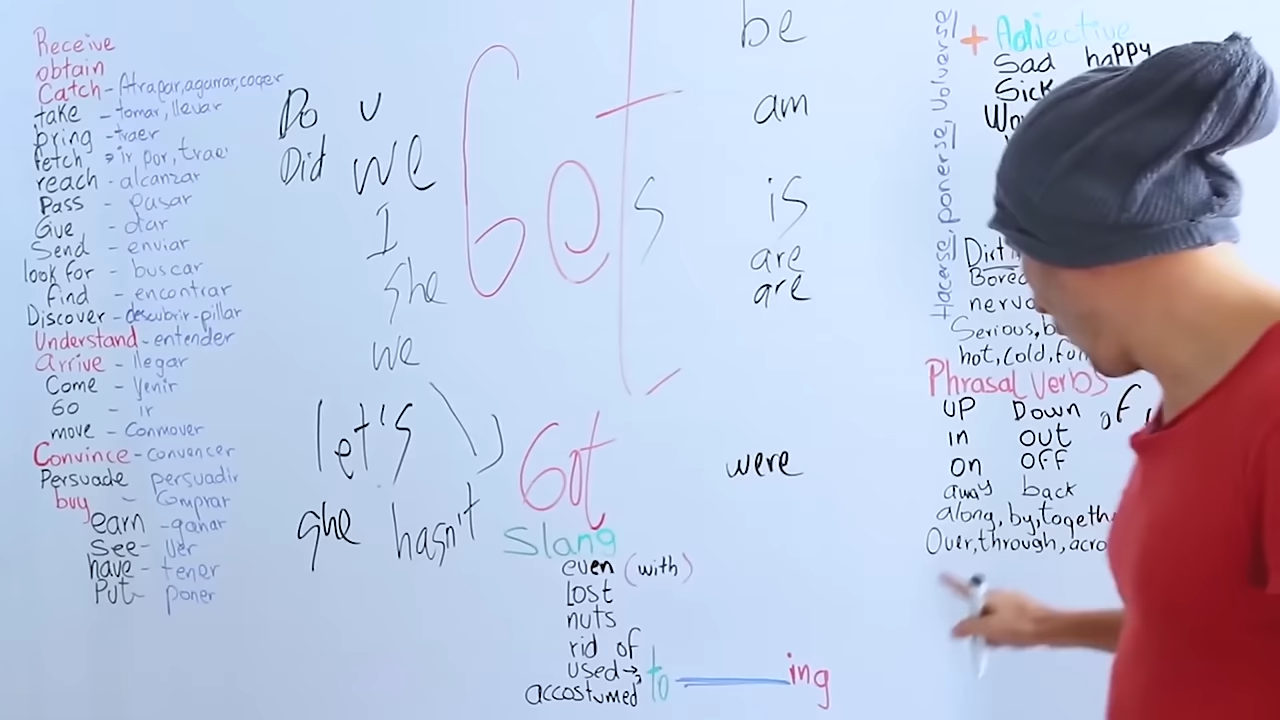 Receive
obtain
Catch - Atrapar, agarrar, coger
take - tomar, llevar
bring - traer
fetch → ir por, traer
reach - alcanzar
Pass - pasar
Give - dar
Send - enviar
look for - buscar
find - encontrar
Discover - descubrir - pillar
Understand - entender
arrive - llegar
Come - venir
Go - ir
move - Conmover
Convince - convencer
Persuade persuadir
buy - Comprar
earn - ganar
see - ver
have - tener
Put - poner
Do u
Did we
I
she
we
let's
she hasn't
Get s
Got
Slang
even (with)
Lost
nuts
rid of
used → to ing
accostumed
be
am
is
are
are
were
Hacerse, ponerse, Volverse
+ Adjective
Sad happy
Sick
Bored
Serious,
hot, cold,
Phrasal verbs
UP Down of
in out
on OFF
away back
along, by,
Over, through,